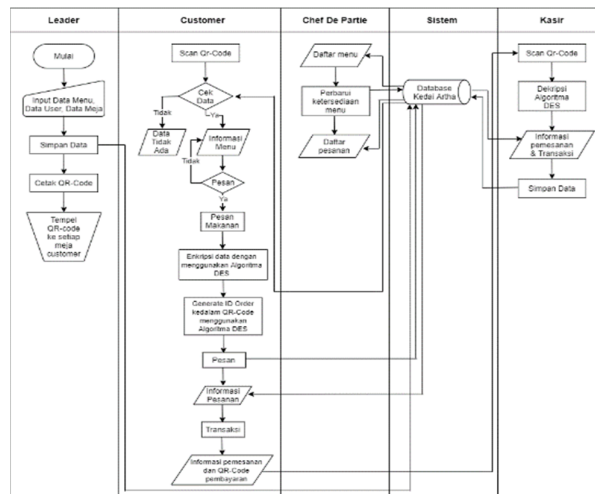 Leader
Customer
Chef De Partie
Sistem
Kasir
Mulai
Input Data Menu,
Data User, Data Meja
Simpan Data
Cetak QR-Code
Tempel
QR-code
ke setiap
meja
customer
Scan Qr-Code
Cek
Data
Tidak
Ya
Data
Tidak
Ada
Informasi
Menu
Tidak
Pesan
Ya
Pesan
Makanan
Enkripsi data dengan
menggunakan Algoritma
DES
Generate ID Order
kedalam QR-Code
menggunakan
Algoritma DES
Pesan
Informasi
Pesanan
Transaksi
Informasi pemesanan
dan QR-Code
pembayaran
Daftar menu
Perbarui
ketersediaan
menu
Daftar
pesanan
Database
Kedai Artha
Scan Qr-Code
Dekripsi
Algoritma
DES
Informasi
pemesanan
& Transaksi
Simpan Data